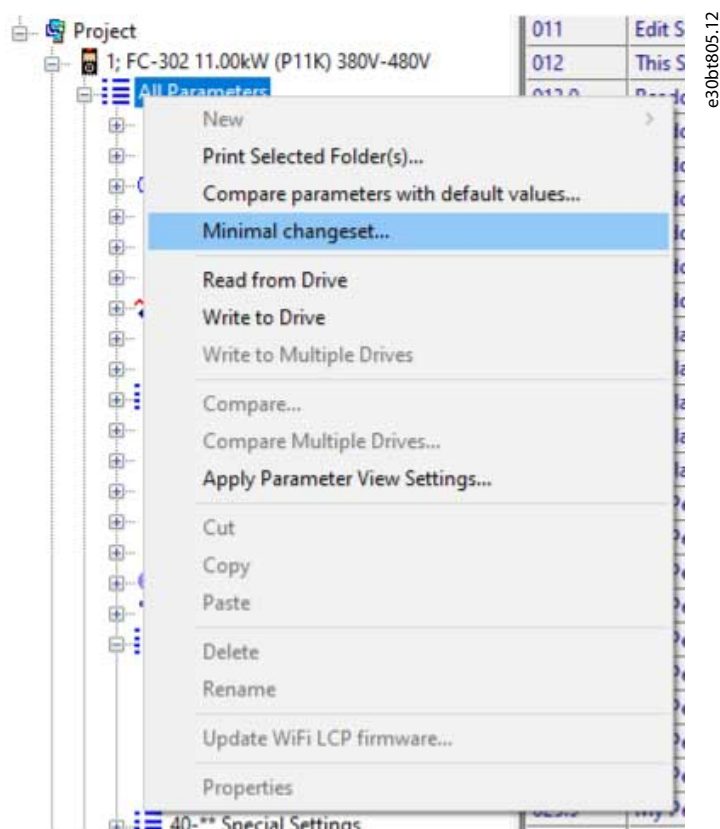 Project
1; FC-302 11.00kW (P11K) 380V-480V
All Parameters
New
Print Selected Folder(s)...
Compare parameters with default values...
Minimal changeset...
Read from Drive
Write to Drive
Write to Multiple Drives
Compare...
Compare Multiple Drives...
Apply Parameter View Settings...
Cut
Copy
Paste
Delete
Rename
Update WiFi LCP firmware...
Properties
40-** Special Settings
011 Edit S
012 This S
e30bt805.12